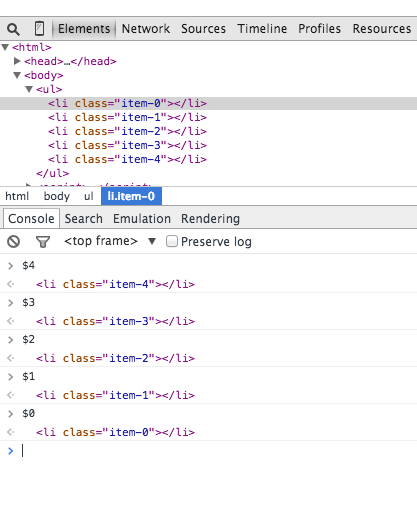 Elements Network Sources Timeline Profiles Resources
▼<html>
▶<head>…</head>
▼<body>
▼<ul>
<li class="item-0"></li>
<li class="item-1"></li>
<li class="item-2"></li>
<li class="item-3"></li>
<li class="item-4"></li>
</ul>
html body ul li.item-0
Console Search Emulation Rendering
<top frame> ▼ Preserve log
> $4
<li class="item-4"></li>
> $3
<li class="item-3"></li>
> $2
<li class="item-2"></li>
> $1
<li class="item-1"></li>
> $0
<li class="item-0"></li>
>